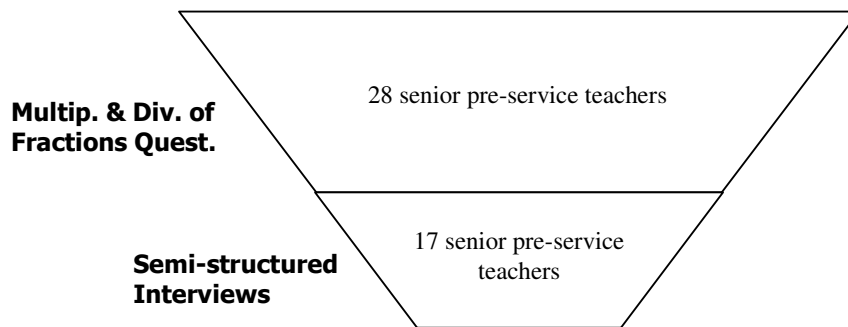 28 senior pre-service teachers
Multip. & Div. of
Fractions Quest.
17 senior pre-service
teachers
Semi-structured
Interviews